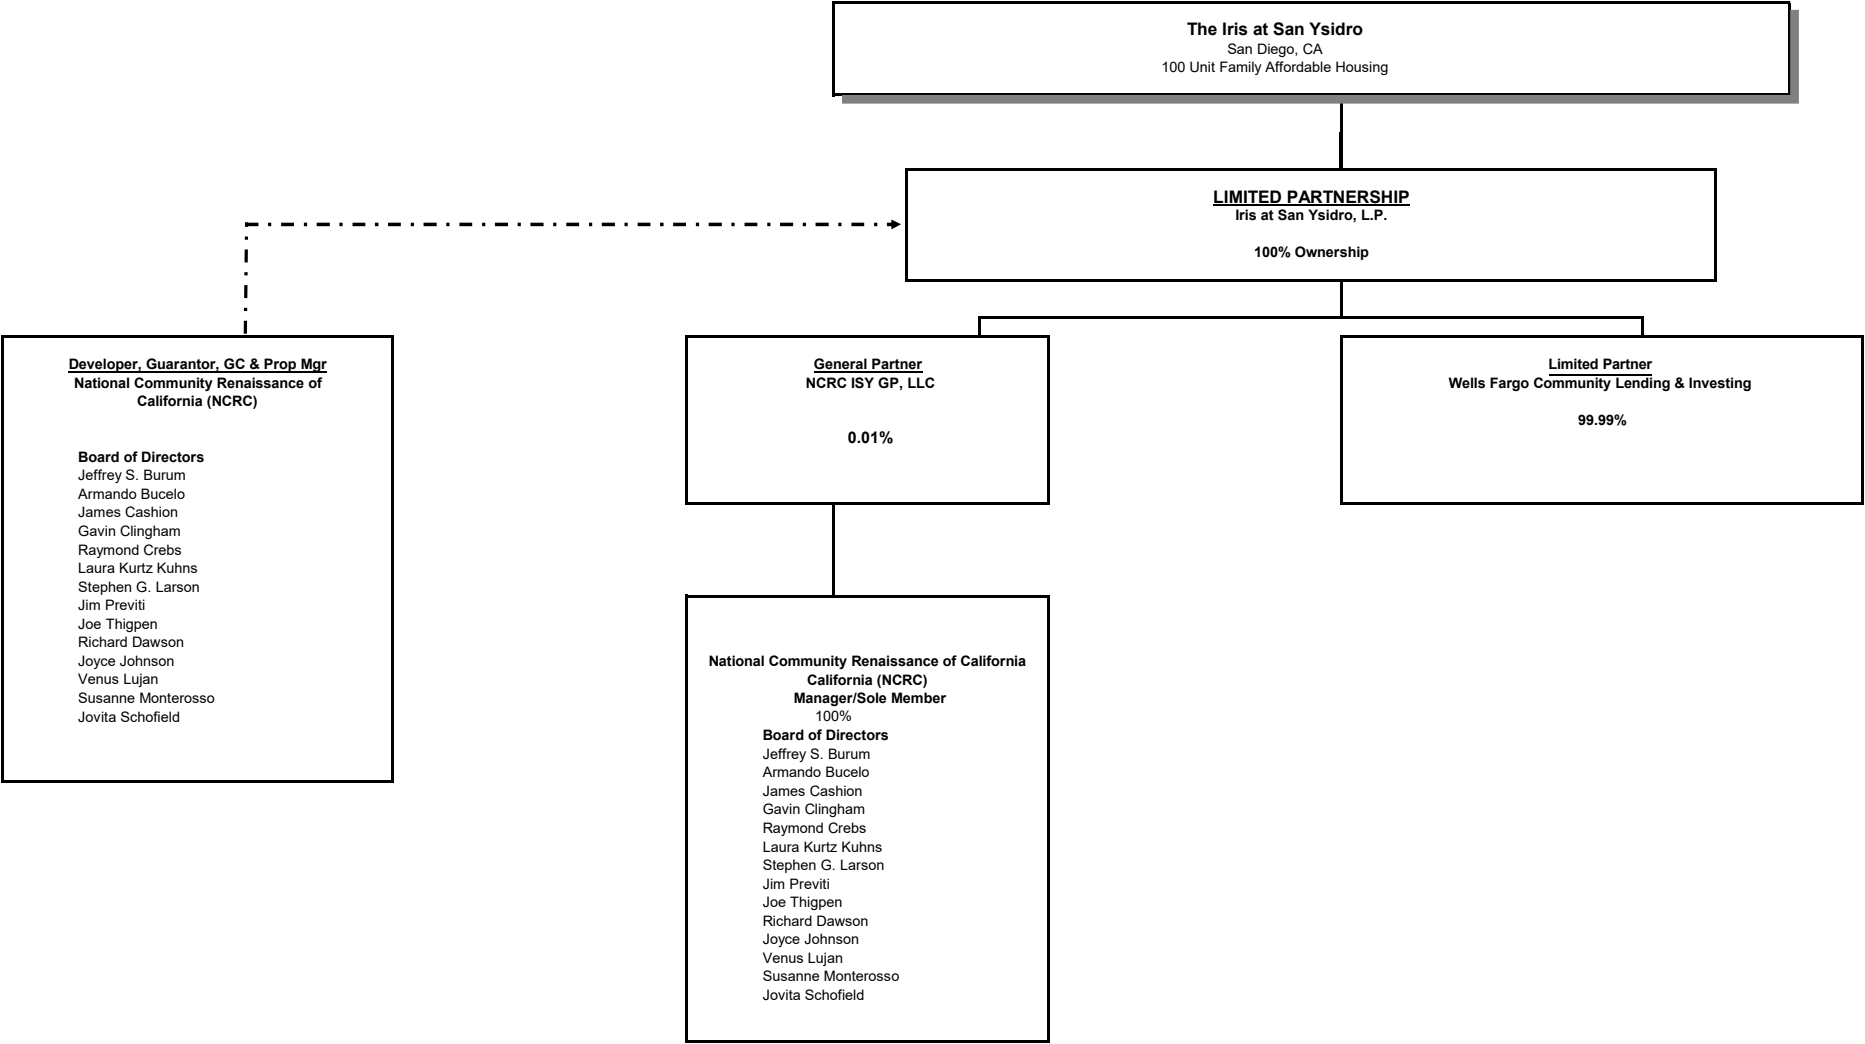 The Iris at San Ysidro
San Diego, CA
100 Unit Family Affordable Housing
LIMITED PARTNERSHIP
Iris at San Ysidro, L.P.
100% Ownership
Developer, Guarantor, GC & Prop Mgr
National Community Renaissance of
California (NCRC)
Board of Directors
Jeffrey S. Burum
Armando Bucelo
James Cashion
Gavin Clingham
Raymond Crebs
Laura Kurtz Kuhns
Stephen G. Larson
Jim Previti
Joe Thigpen
Richard Dawson
Joyce Johnson
Venus Lujan
Susanne Monterosso
Jovita Schofield
General Partner
NCRC ISY GP, LLC
0.01%
Limited Partner
Wells Fargo Community Lending & Investing
99.99%
National Community Renaissance of California
California (NCRC)
Manager/Sole Member
100%
Board of Directors
Jeffrey S. Burum
Armando Bucelo
James Cashion
Gavin Clingham
Raymond Crebs
Laura Kurtz Kuhns
Stephen G. Larson
Jim Previti
Joe Thigpen
Richard Dawson
Joyce Johnson
Venus Lujan
Susanne Monterosso
Jovita Schofield